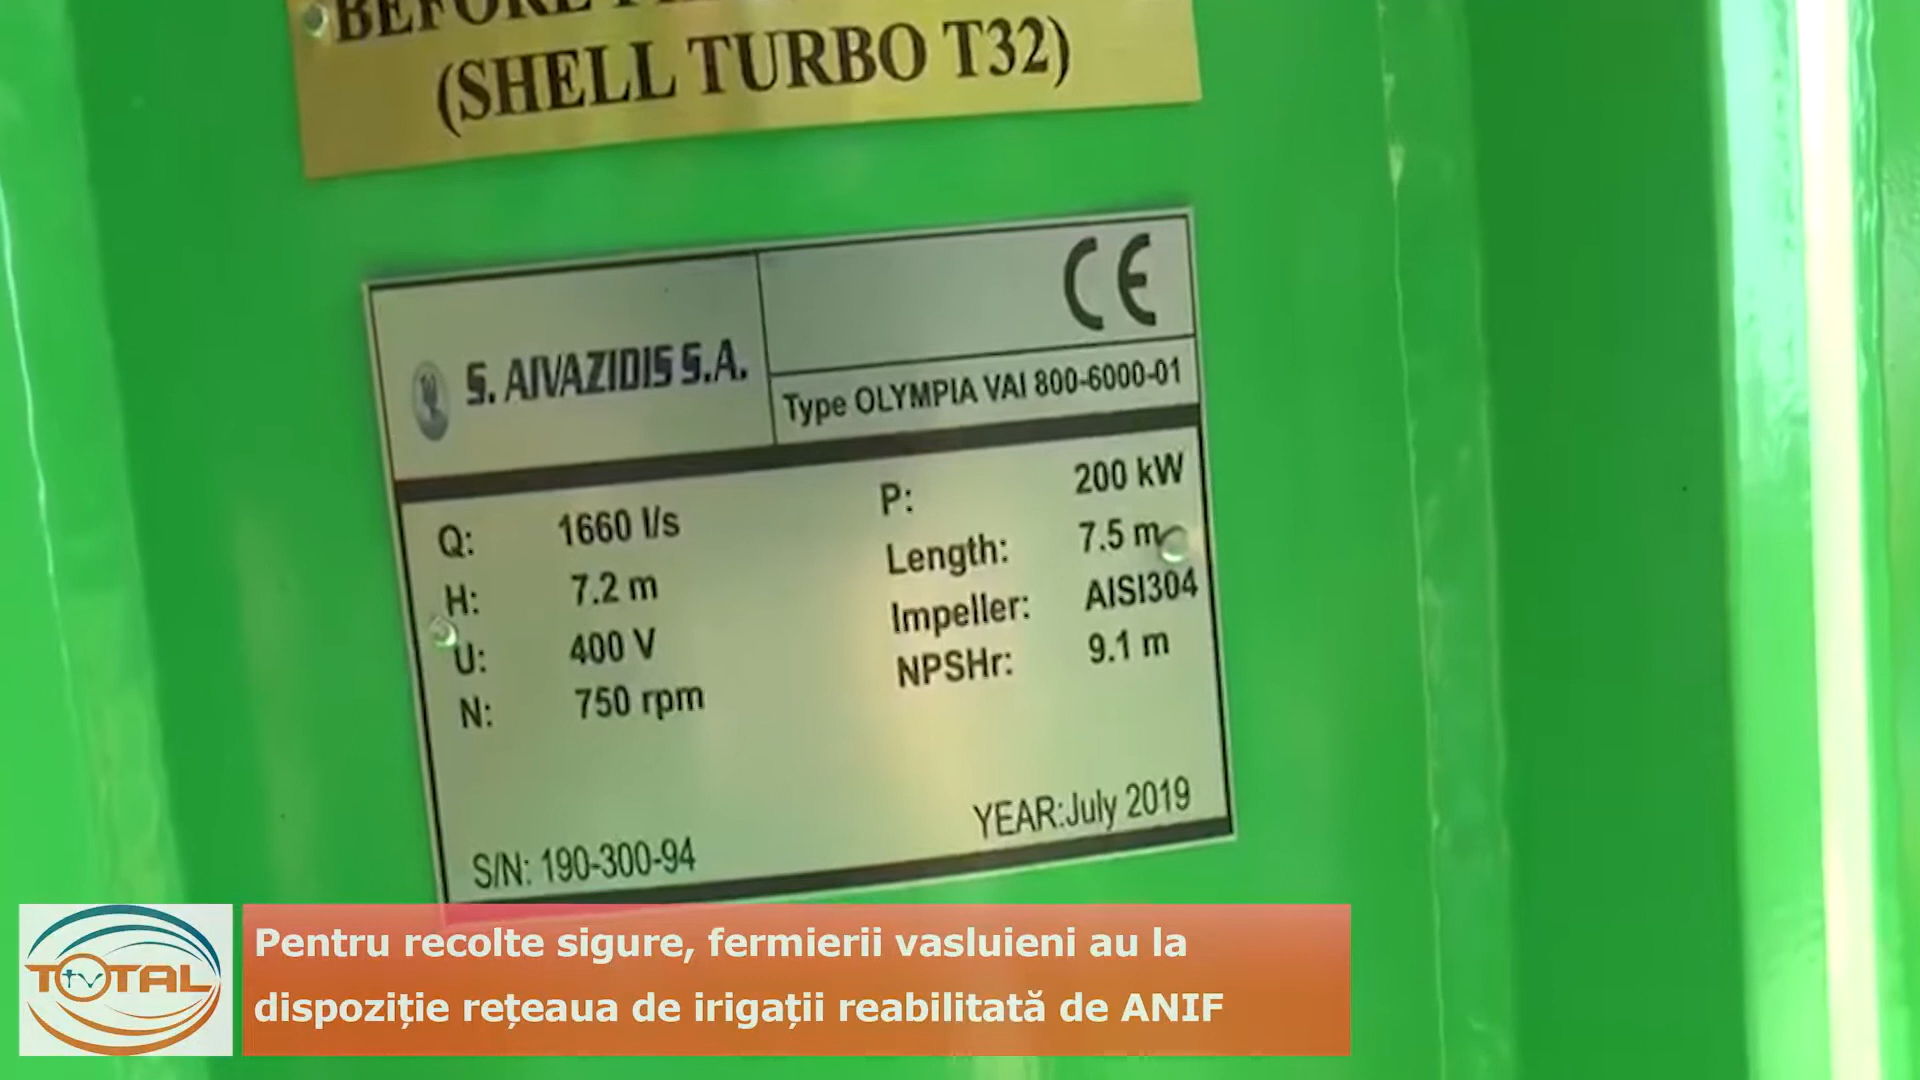 BEFORE
(SHELL TURBO T32)
CE
S. AIVAZIDIS S.A.
Type OLYMPIA VAI 800-6000-01
Q: 1660 l/s
H: 7.2 m
U: 400 V
N: 750 rpm
P: 200 kW
Length: 7.5 m
Impeller: AISI304
NPSHr: 9.1 m
YEAR:July 2019
S/N: 190-300-94
TOTAL
tv
Pentru recolte sigure, fermierii vasluieni au la
dispoziție rețeaua de irigații reabilitată de ANIF